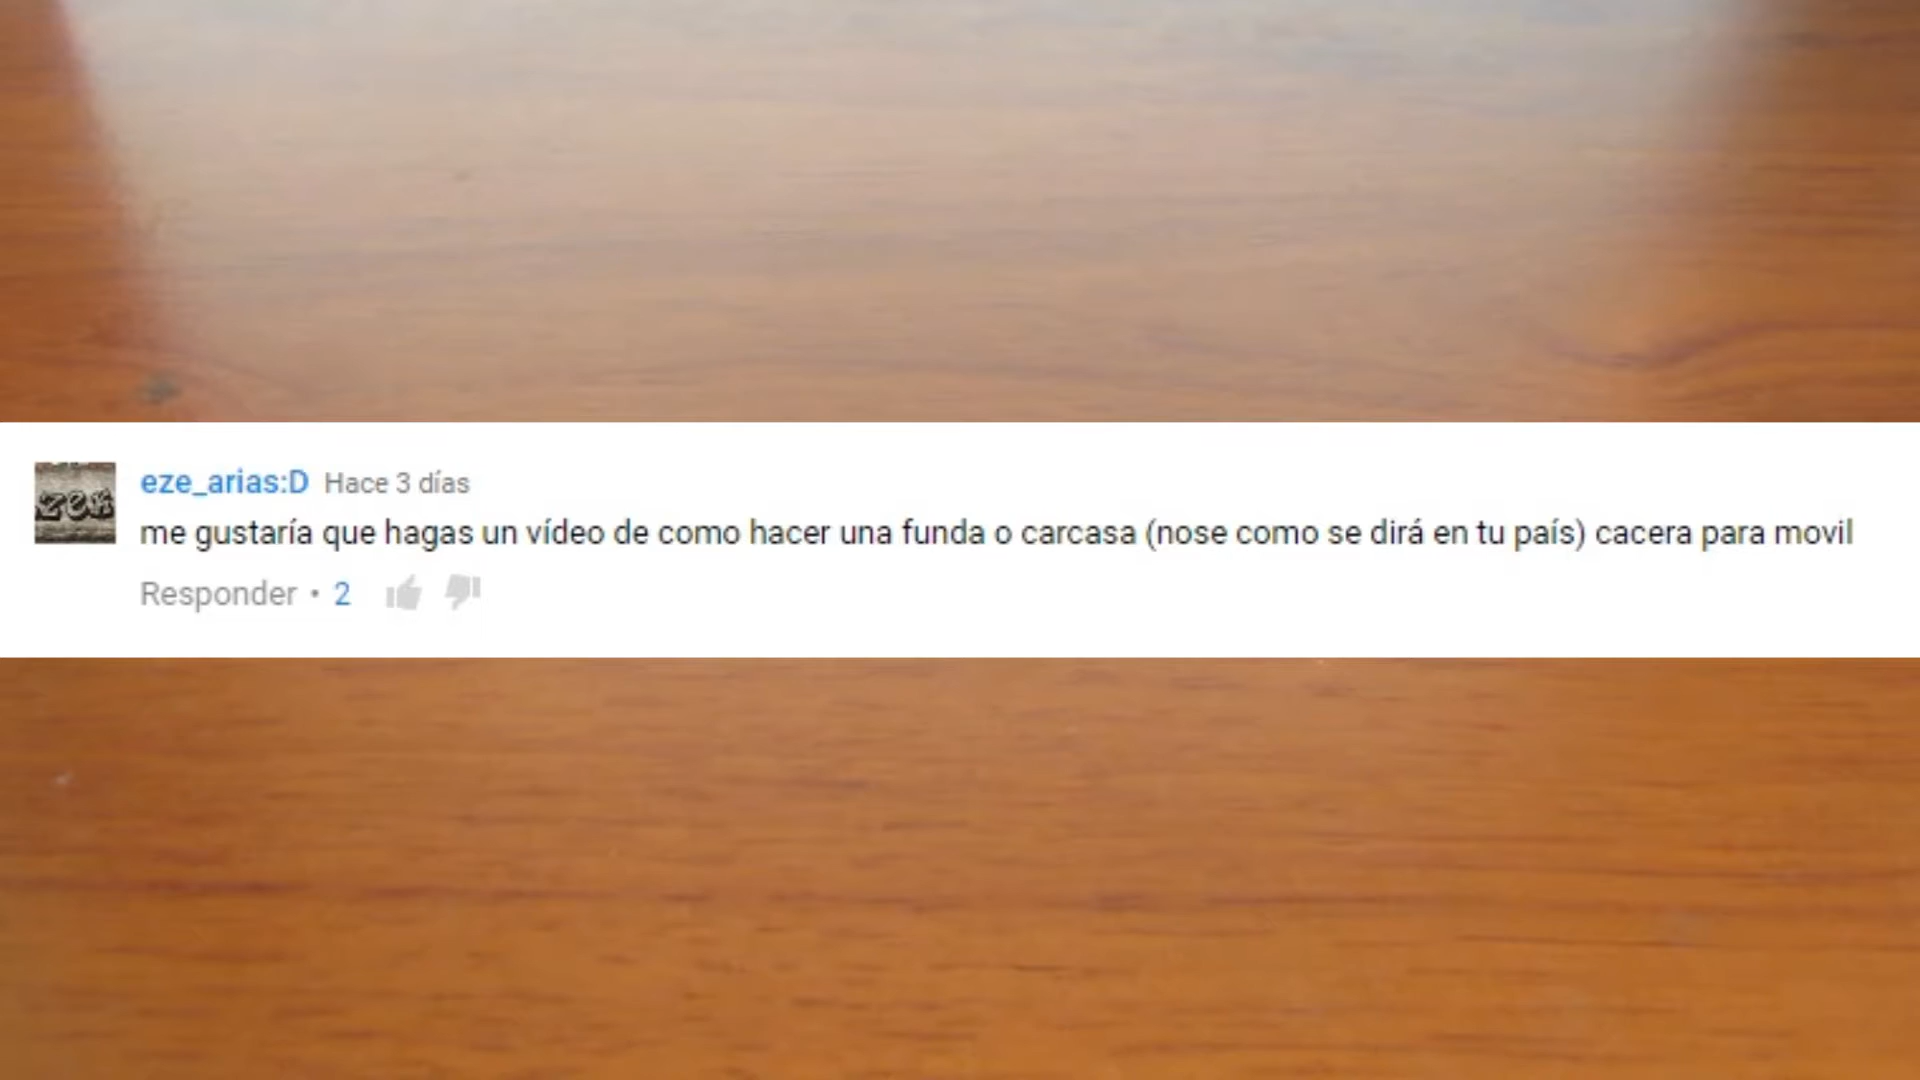 eze_arias:D Hace 3 días
me gustaría que hagas un vídeo de como hacer una funda o carcasa (nose como se dirá en tu país) cacera para movil
Responder • 2